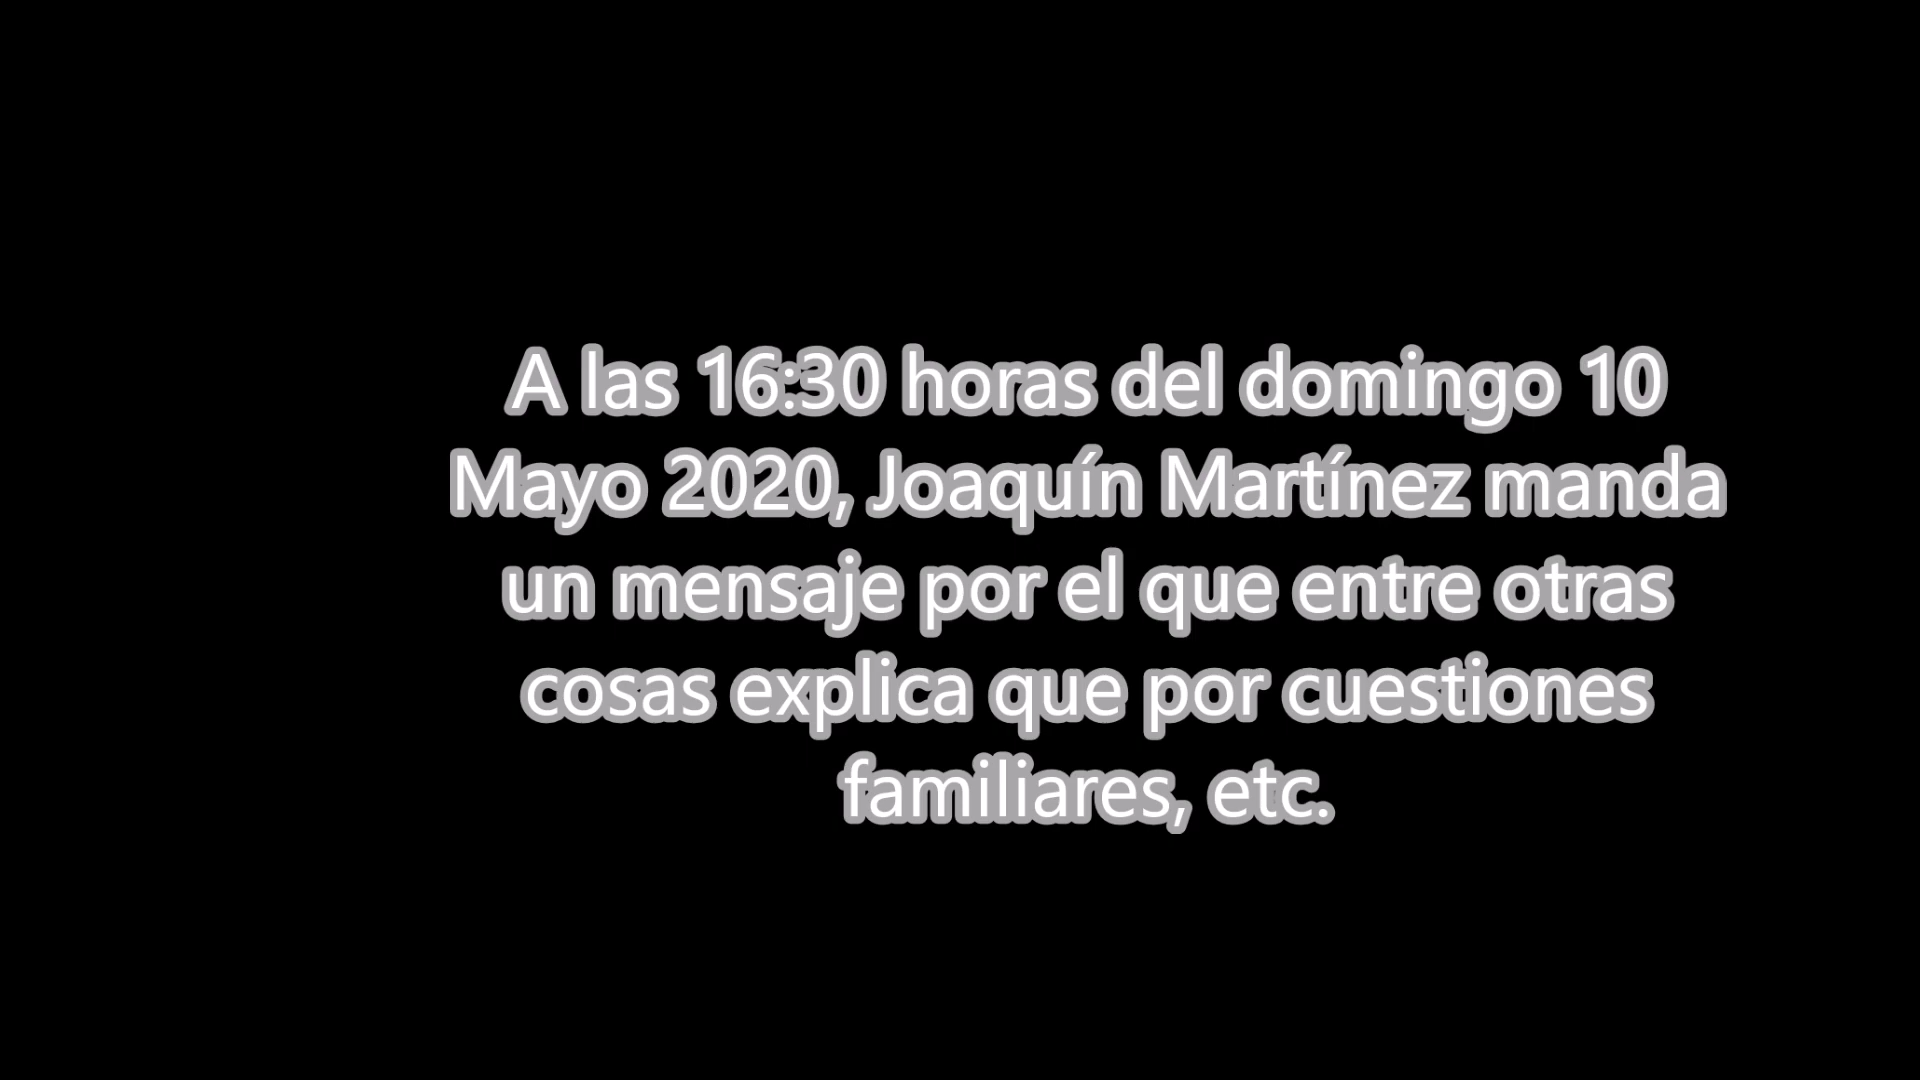 A las 16:30 horas del domingo 10
Mayo 2020, Joaquín Martínez manda
un mensaje por el que entre otras
cosas explica que por cuestiones
familiares, etc.